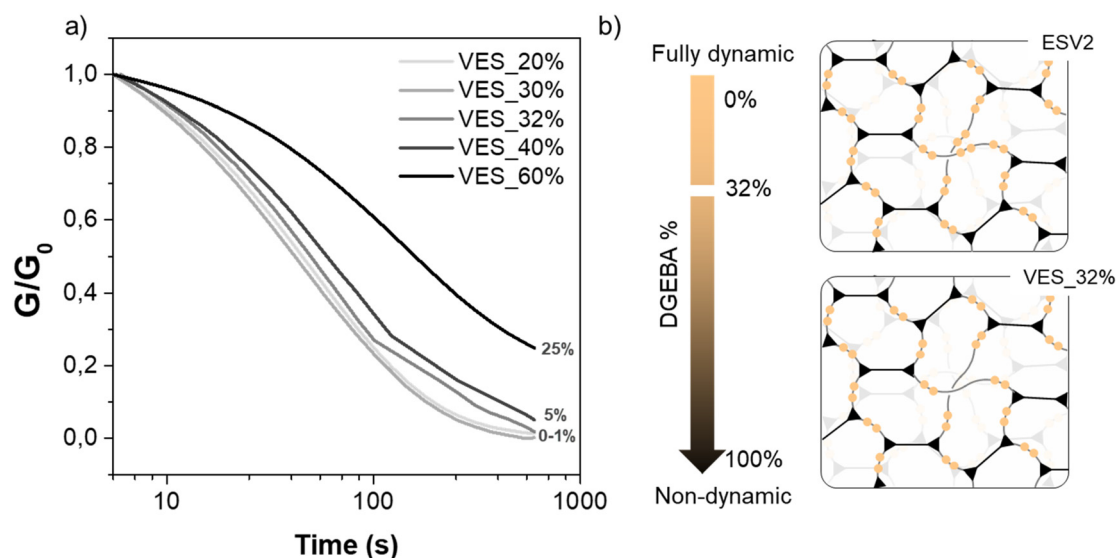 a)
G/G0
1,0
0,8
0,6
0,4
0,2
0,0
VES_20%
VES_30%
VES_32%
VES_40%
VES_60%
25%
5%
0-1%
10
100
1000
Time (s)
b)
Fully dynamic
0%
32%
DGEBA %
100%
Non-dynamic
ESV2
VES_32%